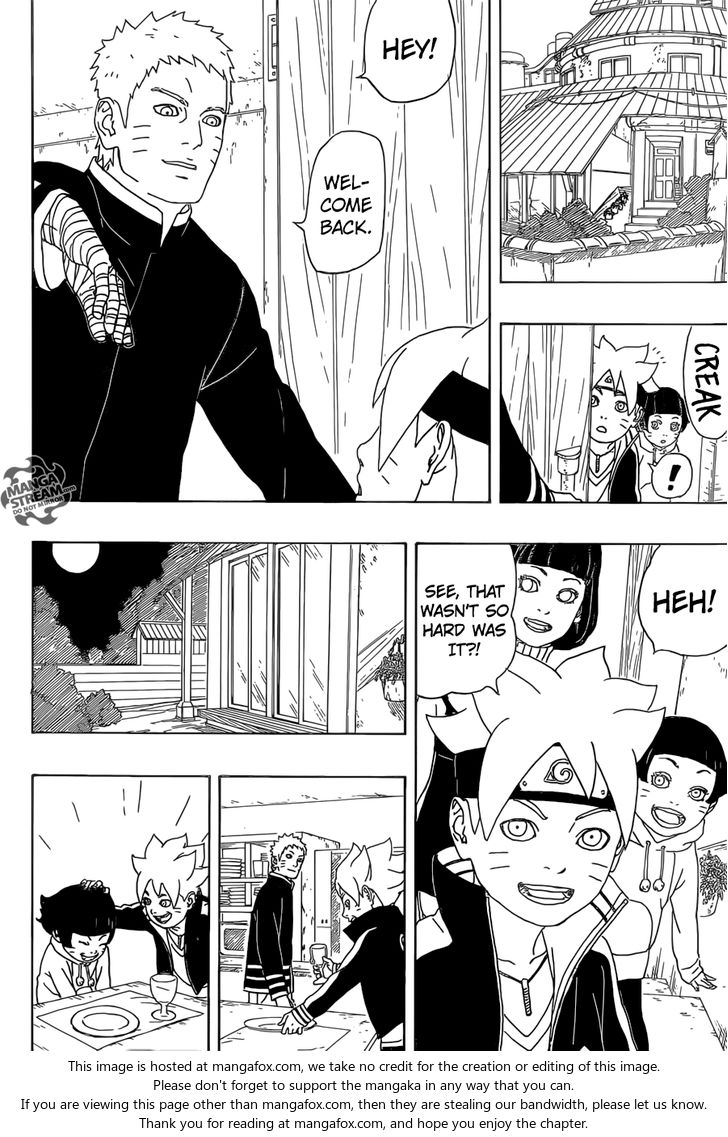 CREAK
!
HEY!
WEL-
COME
BACK.
HEH!
SEE, THAT
WASN'T SO
HARD WAS
IT?!
MANGA
STREAM
.COM
DO NOT MIRROR
This image is hosted at mangafox.com, we take no credit for the creation or editing of this image.
Please don't forget to support the mangaka in any way that you can.
If you are viewing this page other than mangafox.com, then they are stealing our bandwidth, please let us know.
Thank you for reading at mangafox.com, and hope you enjoy the chapter.